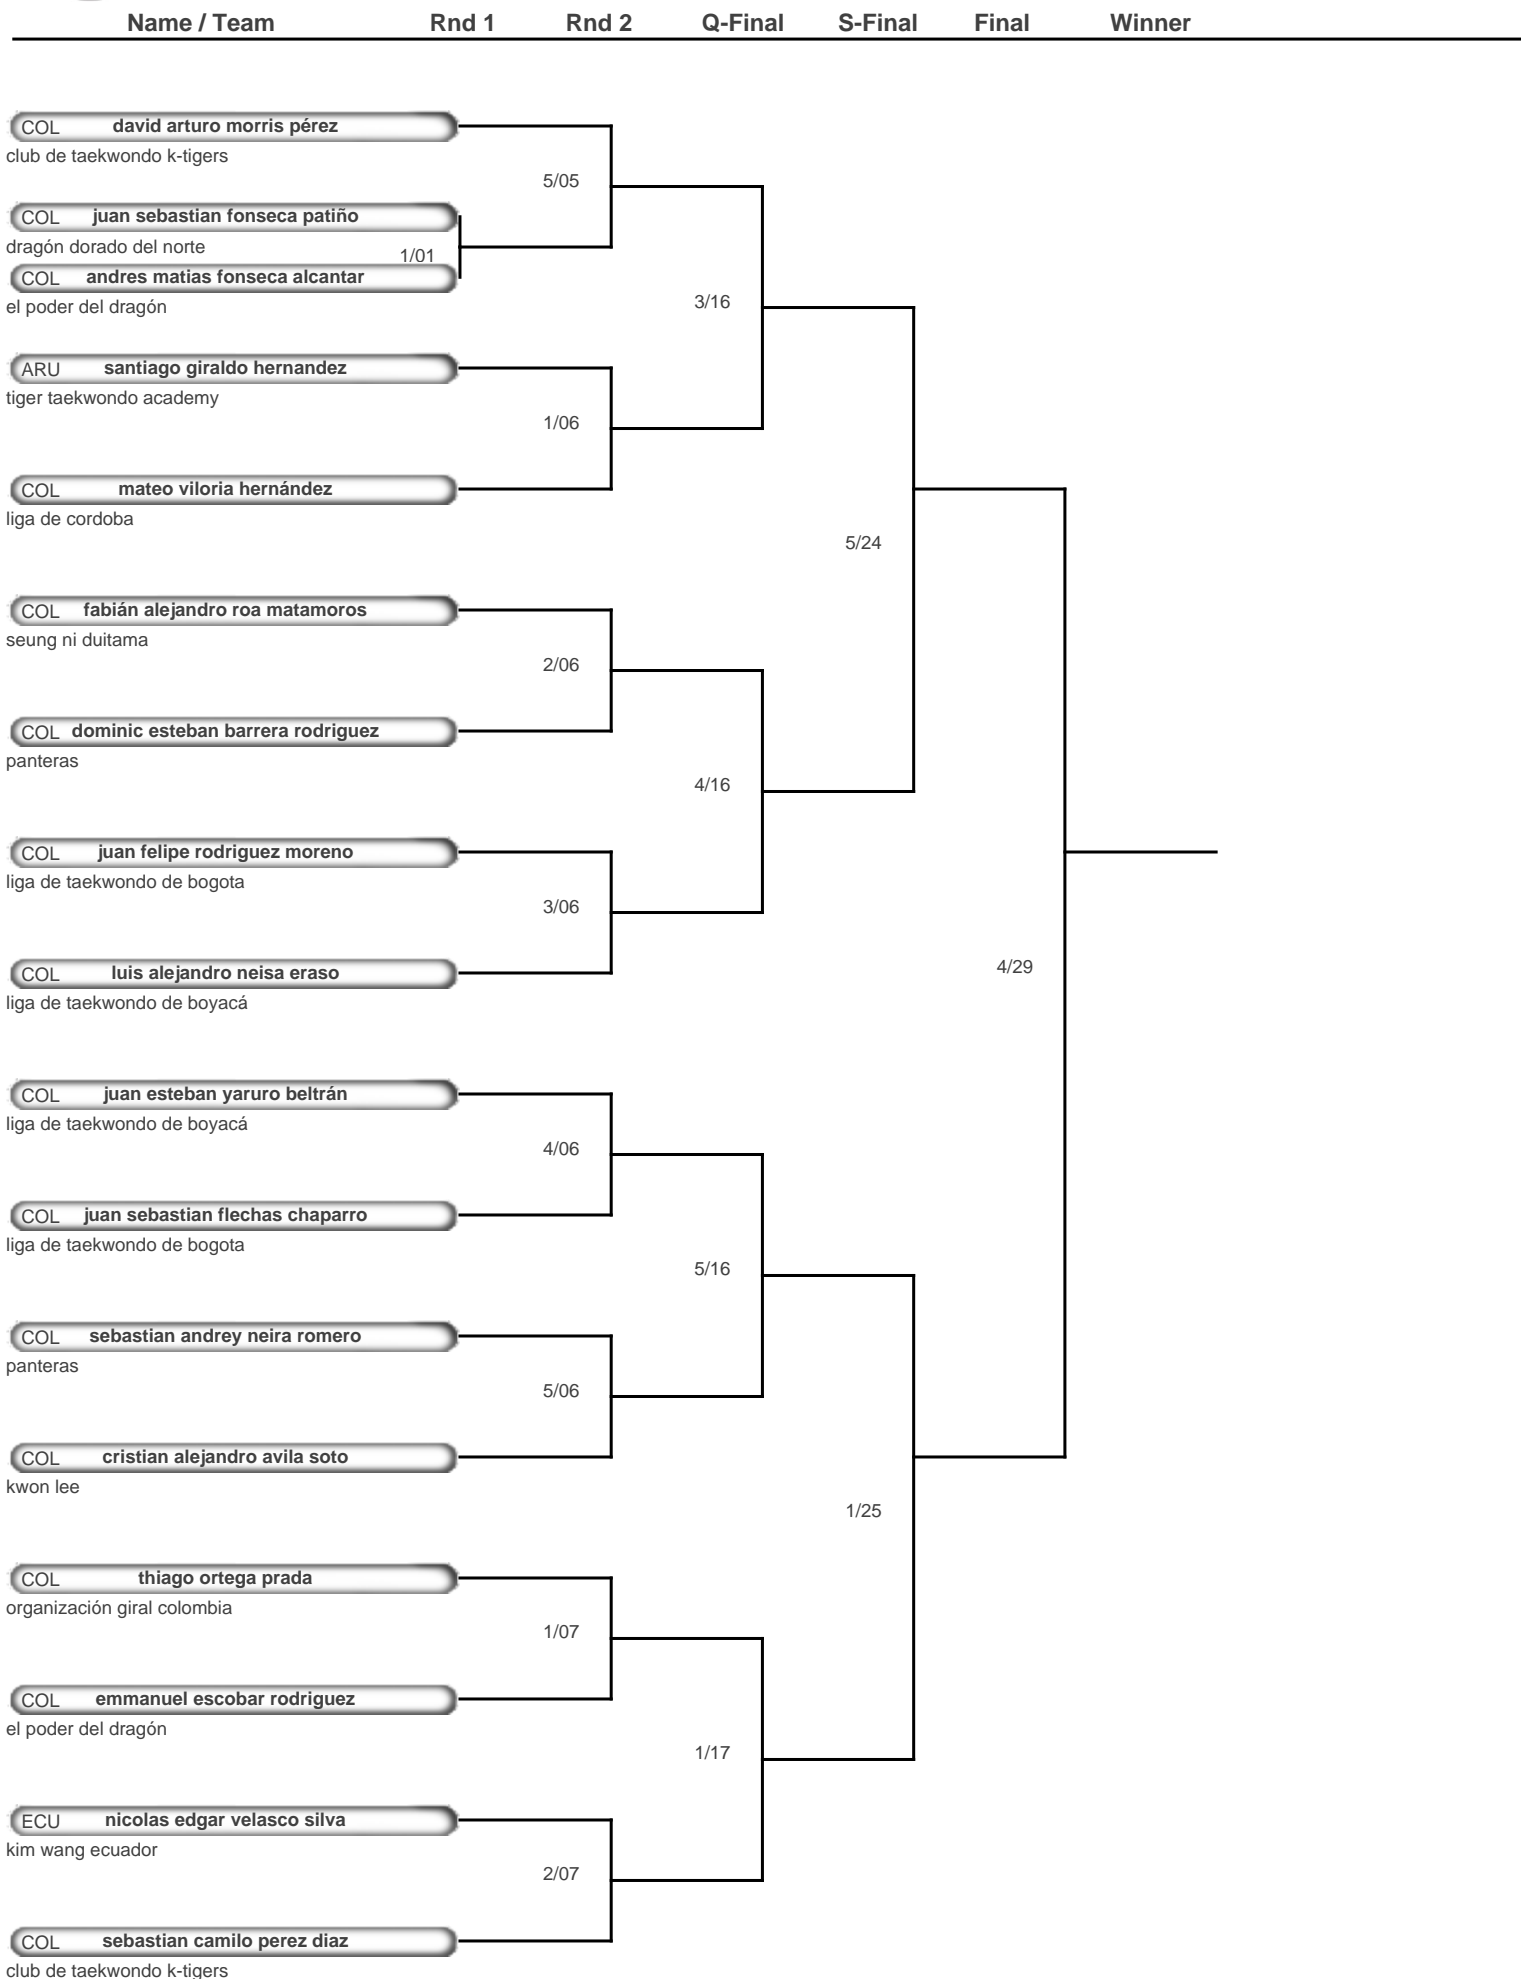 Name / Team Rnd 1 Rnd 2 Q-Final S-Final Final Winner
COL david arturo morris pérez
club de taekwondo k-tigers
5/05
COL juan sebastian fonseca patiño
dragón dorado del norte
1/01
COL andres matias fonseca alcantar
el poder del dragón
3/16
ARU santiago giraldo hernandez
tiger taekwondo academy
1/06
COL mateo viloria hernández
liga de cordoba
5/24
COL fabián alejandro roa matamoros
seung ni duitama
2/06
COL dominic esteban barrera rodriguez
panteras
4/16
COL juan felipe rodriguez moreno
liga de taekwondo de bogota
3/06
COL luis alejandro neisa eraso
liga de taekwondo de boyacá
4/29
COL juan esteban yaruro beltrán
liga de taekwondo de boyacá
4/06
COL juan sebastian flechas chaparro
liga de taekwondo de bogota
5/16
COL sebastian andrey neira romero
panteras
5/06
COL cristian alejandro avila soto
kwon lee
1/25
COL thiago ortega prada
organización giral colombia
1/07
COL emmanuel escobar rodriguez
el poder del dragón
1/17
ECU nicolas edgar velasco silva
kim wang ecuador
2/07
COL sebastian camilo perez diaz
club de taekwondo k-tigers